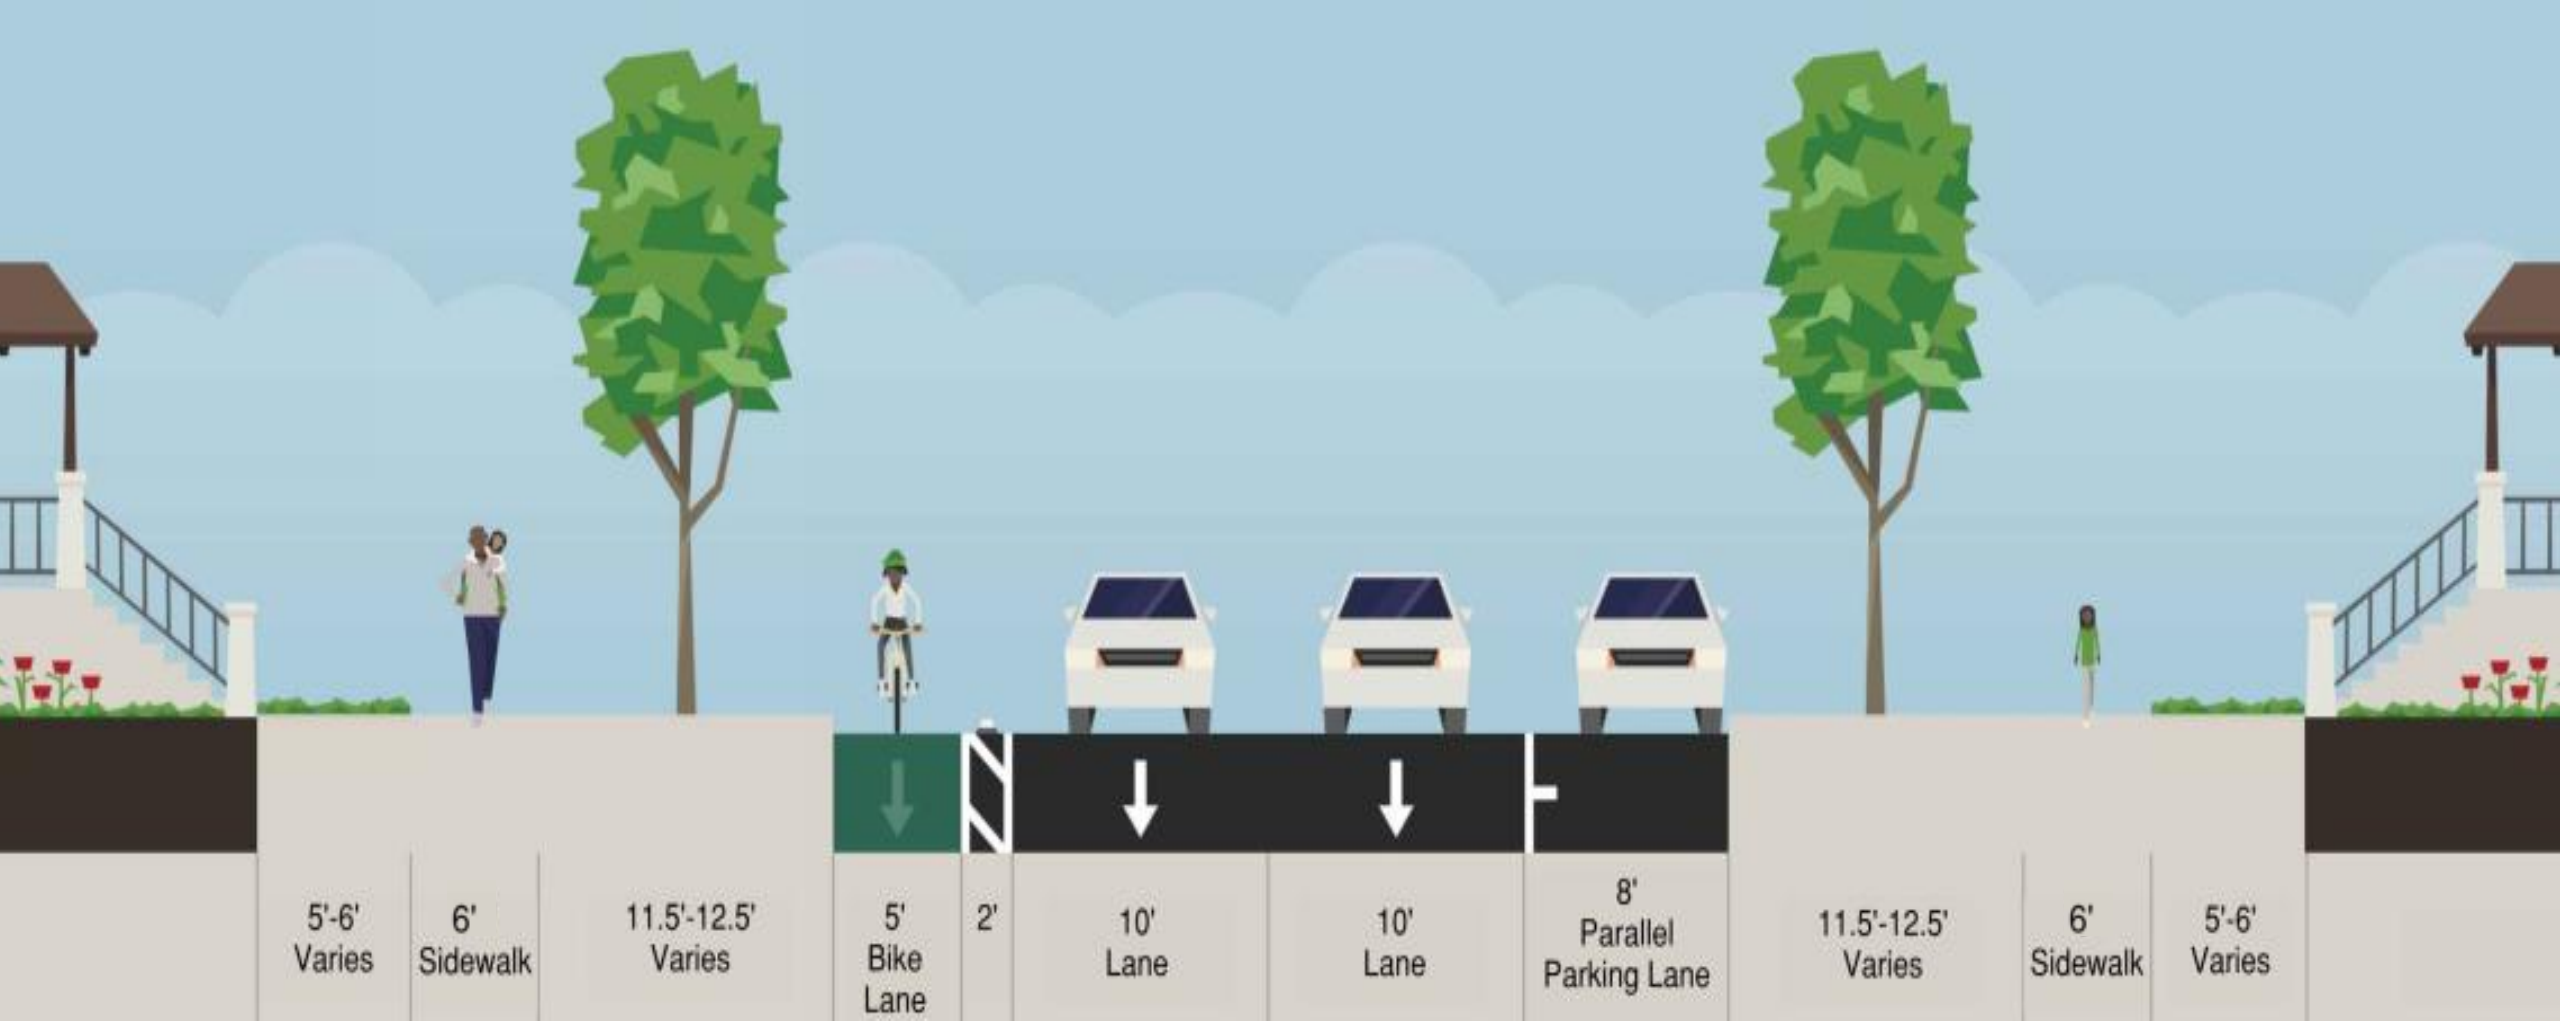 5'-6'
Varies
6'
Sidewalk
11.5'-12.5'
Varies
5'
Bike
Lane
2'
10'
Lane
10'
Lane
8'
Parallel
Parking Lane
11.5'-12.5'
Varies
6'
Sidewalk
5'-6'
Varies